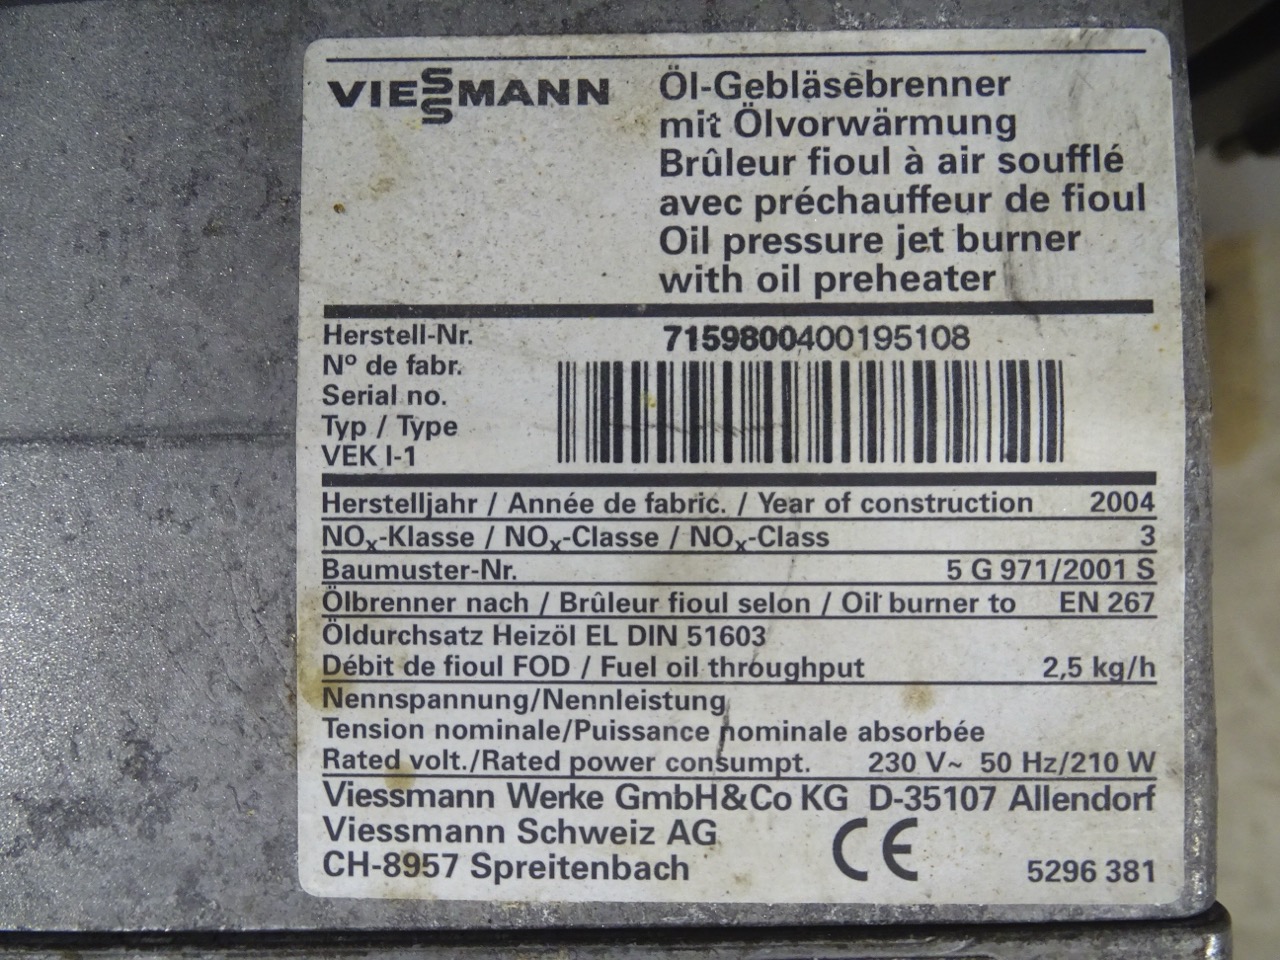 VIESSMANN
Öl-Gebläsebrenner
mit Ölvorwärmung
Brûleur fioul à air soufflé
avec préchauffeur de fioul
Oil pressure jet burner
with oil preheater
Herstell-Nr. 7159800400195108
N° de fabr.
Serial no.
Typ / Type
VEK I-1
Herstelljahr / Année de fabric. / Year of construction 2004
NOx-Klasse / NOx-Classe / NOx-Class 3
Baumuster-Nr. 5 G 971/2001 S
Ölbrenner nach / Brûleur fioul selon / Oil burner to EN 267
Öldurchsatz Heizöl EL DIN 51603
Débit de fioul FOD / Fuel oil throughput 2,5 kg/h
Nennspannung/Nennleistung
Tension nominale/Puissance nominale absorbée
Rated volt./Rated power consumpt. 230 V~ 50 Hz/210 W
Viessmann Werke GmbH&Co KG D-35107 Allendorf
Viessmann Schweiz AG
CH-8957 Spreitenbach CE 5296 381